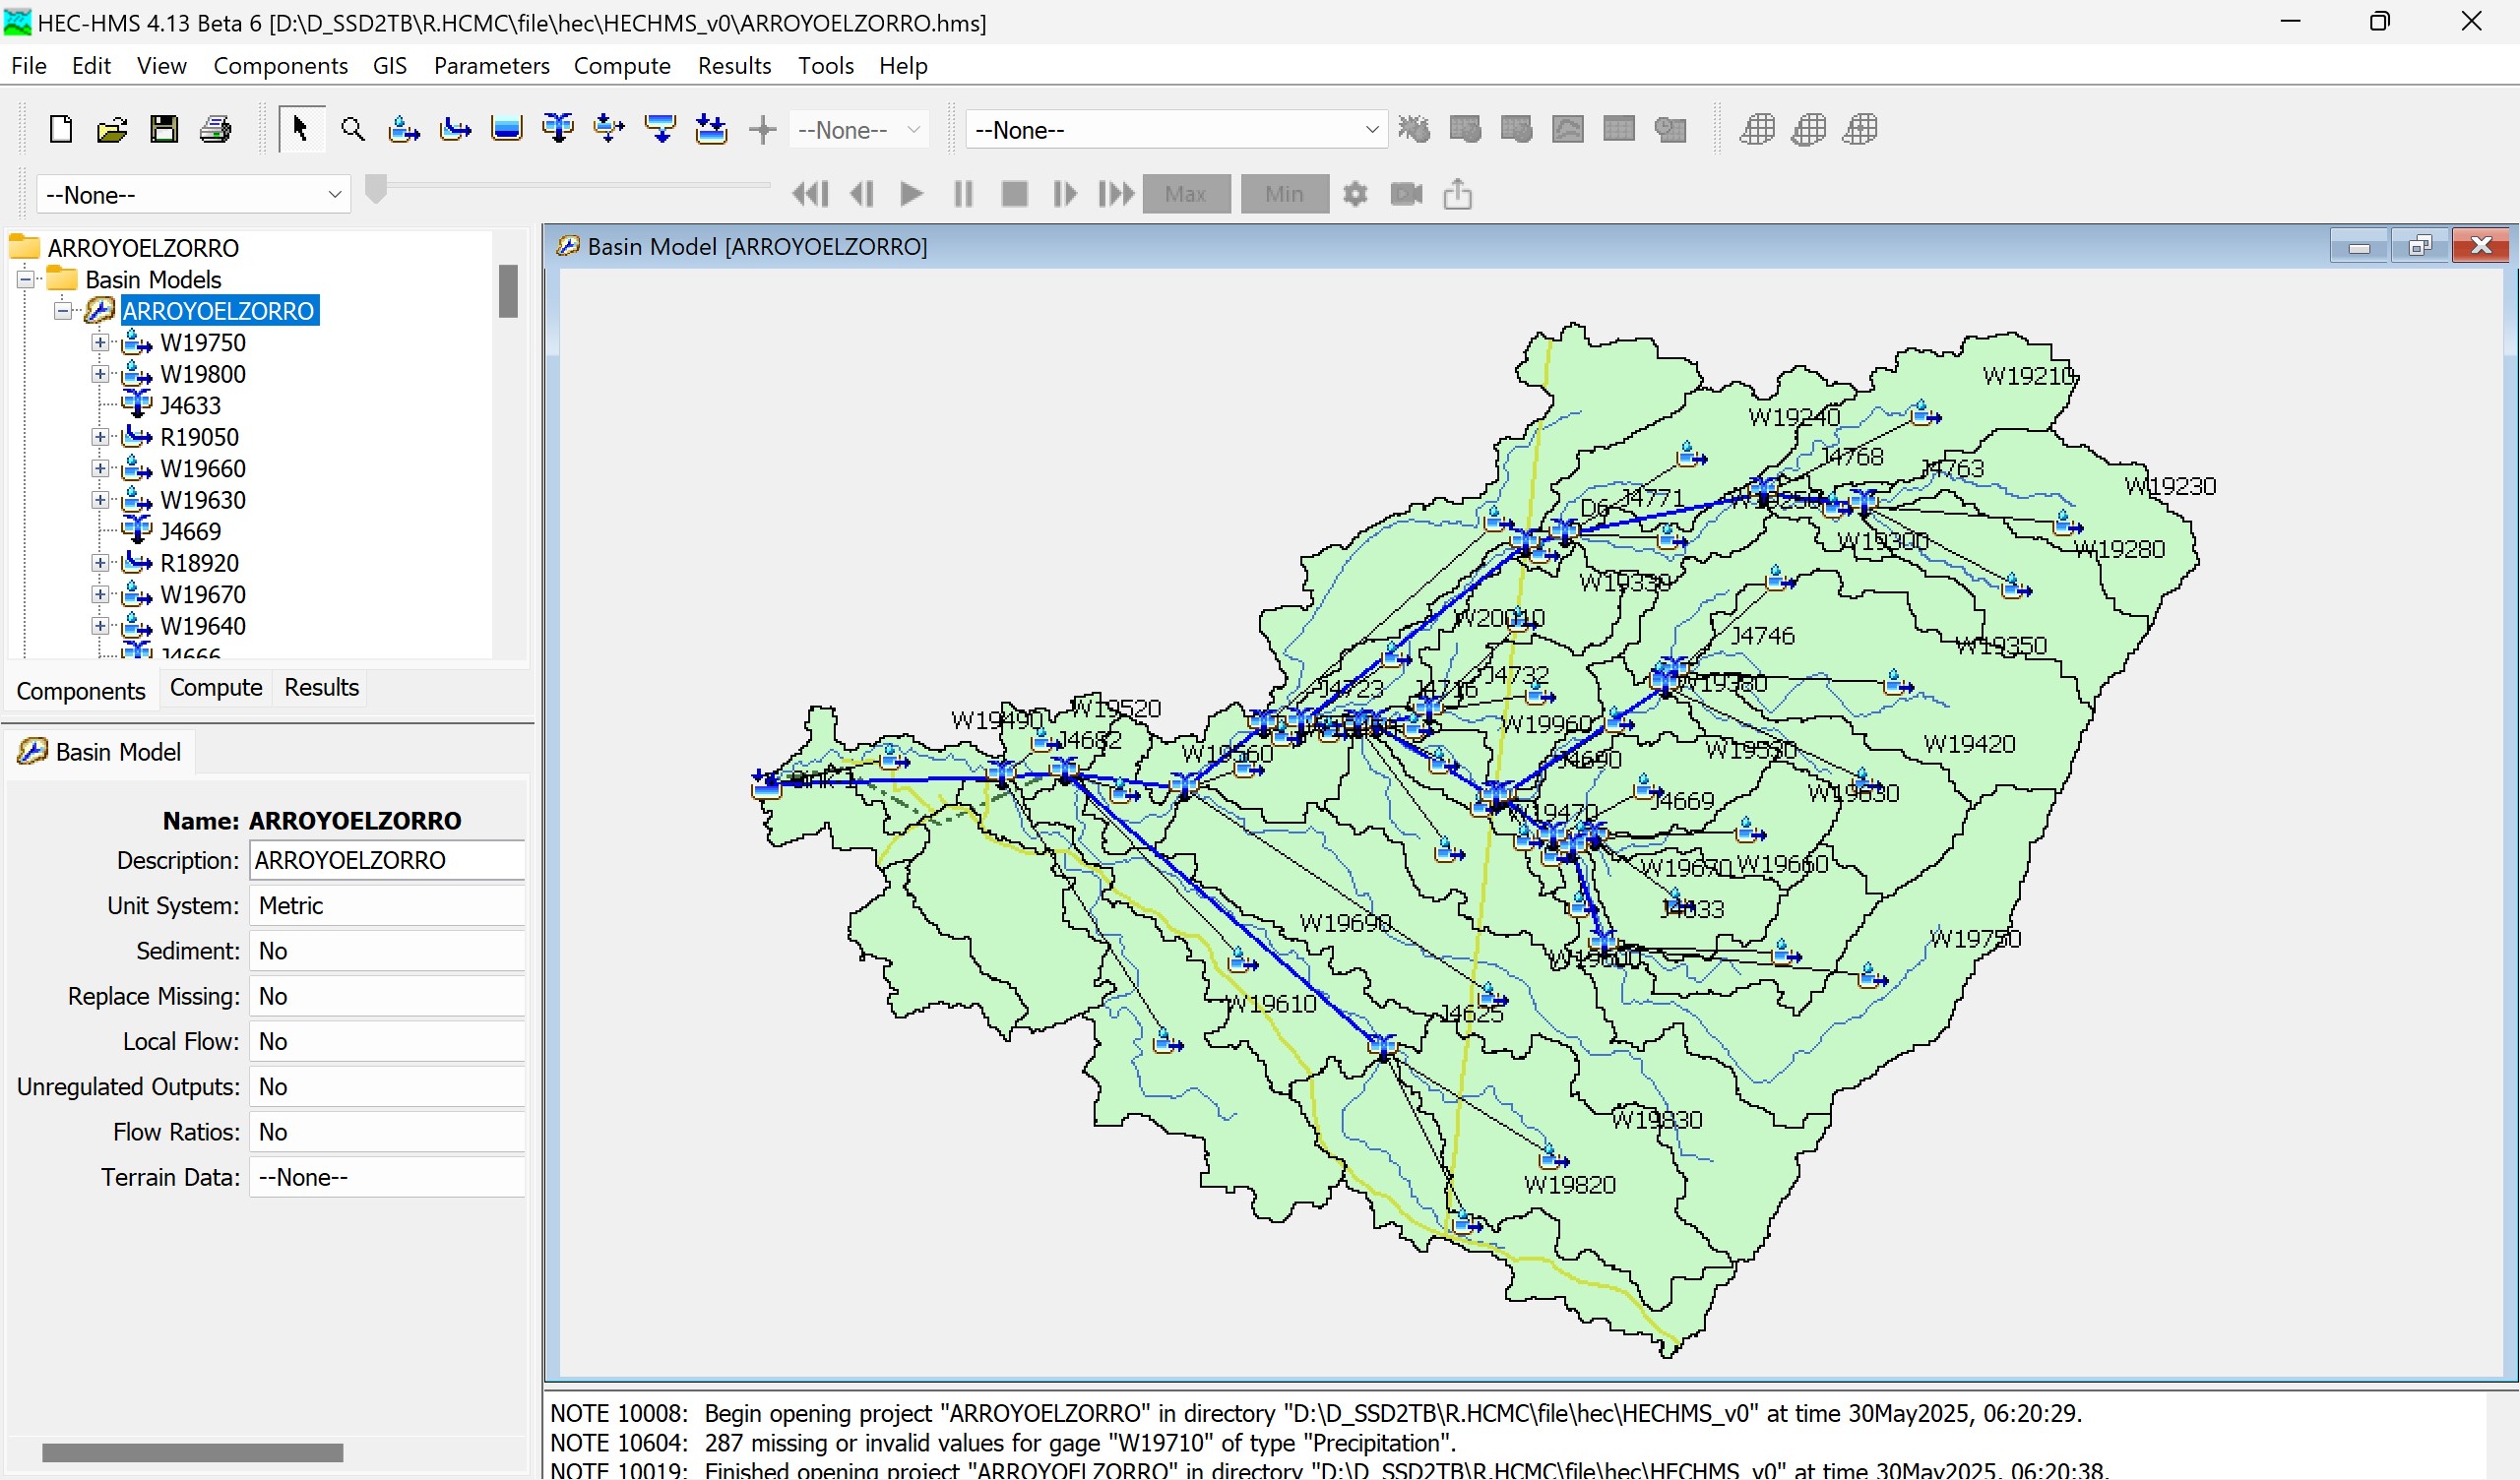 HEC-HMS 4.13 Beta 6 [D:\D_SSD2TB\R.HCMC\file\hec\HECHMS_v0\ARROYOELZORRO.hms]
File Edit View Components GIS Parameters Compute Results Tools Help
--None--
--None--
--None--
Max Min
ARROYOELZORRO
Basin Models
ARROYOELZORRO
W19750
W19800
J4633
R19050
W19660
W19630
J4669
R18920
W19670
W19640
J4666
Components Compute Results
Basin Model
Name: ARROYOELZORRO
Description: ARROYOELZORRO
Unit System: Metric
Sediment: No
Replace Missing: No
Local Flow: No
Unregulated Outputs: No
Flow Ratios: No
Terrain Data: --None--
Basin Model [ARROYOELZORRO]
W19210
W19240
J4768
J4763
W19230
D6
J4771
W19250
W19300
W19280
W19330
W20010
J4746
W19350
J4732
J4723
J4716
W19380
W19520
W19490
W19960
J4682
W19560
W19530
W19420
J4690
W19630
J4669
W19470
W19670
W19660
J4633
W19690
W19750
W19600
W19610
J4625
W19830
W19820
NOTE 10008: Begin opening project "ARROYOELZORRO" in directory "D:\D_SSD2TB\R.HCMC\file\hec\HECHMS_v0" at time 30May2025, 06:20:29.
NOTE 10604: 287 missing or invalid values for gage "W19710" of type "Precipitation".
NOTE 10019: Finished opening project "ARROYOELZORRO" in directory "D:\D_SSD2TB\R.HCMC\file\hec\HECHMS_v0" at time 30May2025, 06:20:38.